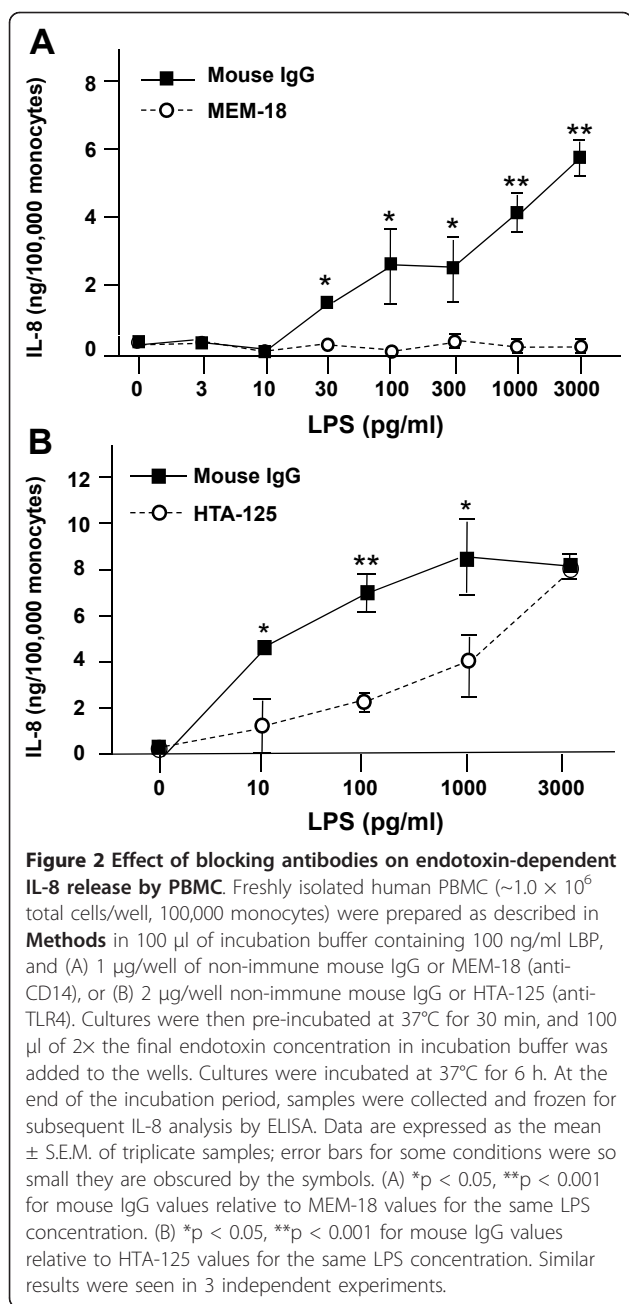 A
IL-8 (ng/100,000 monocytes)
8
6
4
2
0
Mouse IgG
MEM-18
* * * ** **
0 3 10 30 100 300 1000 3000
LPS (pg/ml)
B
IL-8 (ng/100,000 monocytes)
12
10
8
6
4
2
0
Mouse IgG
HTA-125
* ** *
0 10 100 1000 3000
LPS (pg/ml)
Figure 2 Effect of blocking antibodies on endotoxin-dependent
IL-8 release by PBMC. Freshly isolated human PBMC (~1.0 × 10⁶
total cells/well, 100,000 monocytes) were prepared as described in
Methods in 100 μl of incubation buffer containing 100 ng/ml LBP,
and (A) 1 μg/well of non-immune mouse IgG or MEM-18 (anti-
CD14), or (B) 2 μg/well non-immune mouse IgG or HTA-125 (anti-
TLR4). Cultures were then pre-incubated at 37°C for 30 min, and 100
μl of 2× the final endotoxin concentration in incubation buffer was
added to the wells. Cultures were incubated at 37°C for 6 h. At the
end of the incubation period, samples were collected and frozen for
subsequent IL-8 analysis by ELISA. Data are expressed as the mean
± S.E.M. of triplicate samples; error bars for some conditions were so
small they are obscured by the symbols. (A) *p < 0.05, **p < 0.001
for mouse IgG values relative to MEM-18 values for the same LPS
concentration. (B) *p < 0.05, **p < 0.001 for mouse IgG values
relative to HTA-125 values for the same LPS concentration. Similar
results were seen in 3 independent experiments.